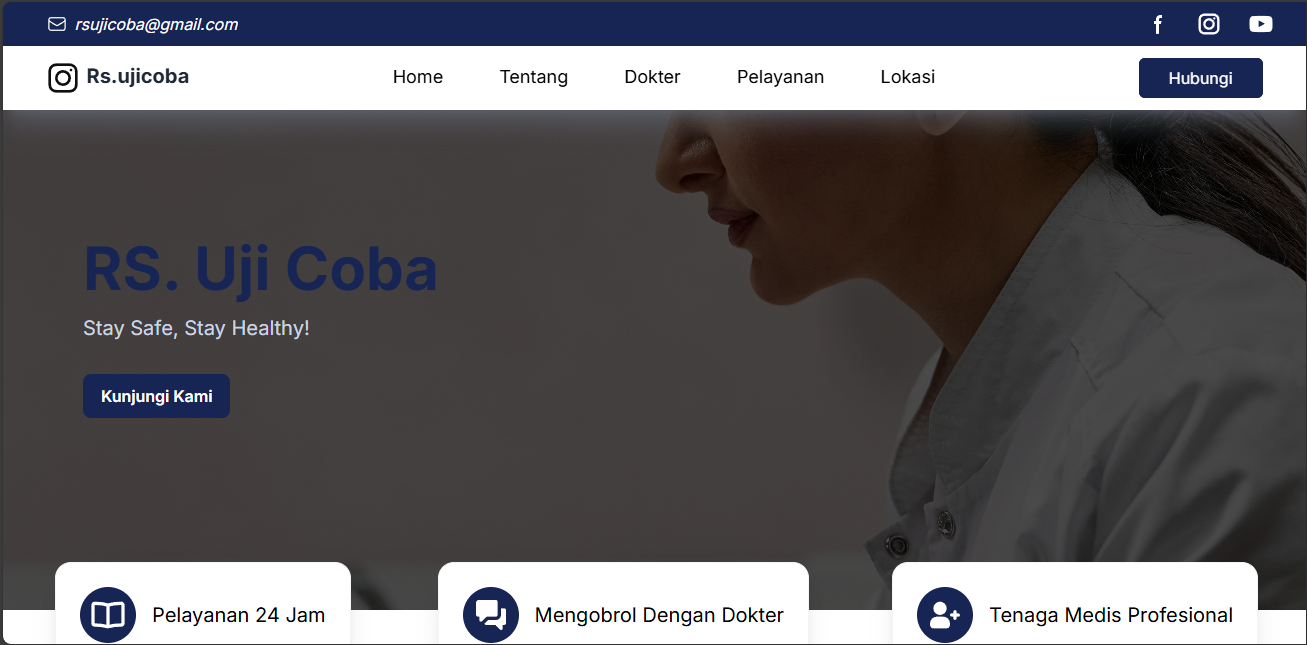 rsujicoba@gmail.com
Rs.ujicoba
Home
Tentang
Dokter
Pelayanan
Lokasi
Hubungi
RS. Uji Coba
Stay Safe, Stay Healthy!
Kunjungi Kami
Pelayanan 24 Jam
Mengobrol Dengan Dokter
Tenaga Medis Profesional